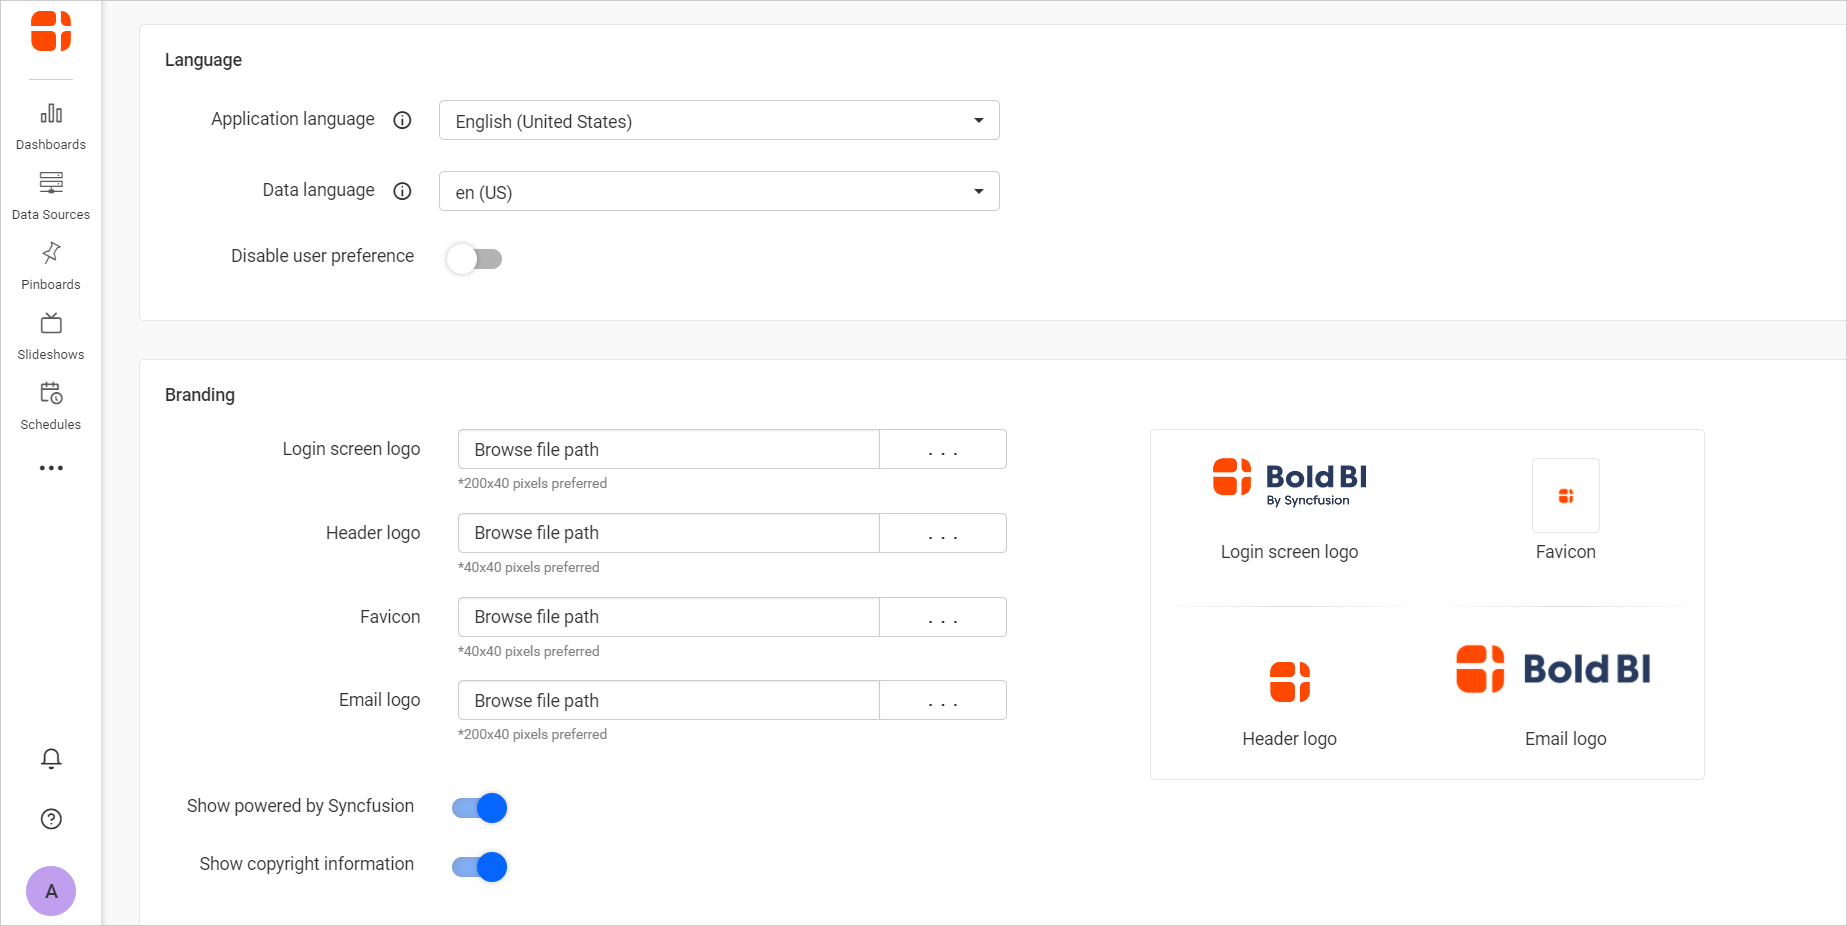 Dashboards
Data Sources
Pinboards
Slideshows
Schedules
A
Language
Application language
English (United States)
Data language
en (US)
Disable user preference
Branding
Login screen logo
Browse file path
. . .
*200x40 pixels preferred
Header logo
Browse file path
. . .
*40x40 pixels preferred
Favicon
Browse file path
. . .
*40x40 pixels preferred
Email logo
Browse file path
. . .
*200x40 pixels preferred
Show powered by Syncfusion
Show copyright information
Bold BI
By Syncfusion
Login screen logo
Favicon
Header logo
Bold BI
Email logo